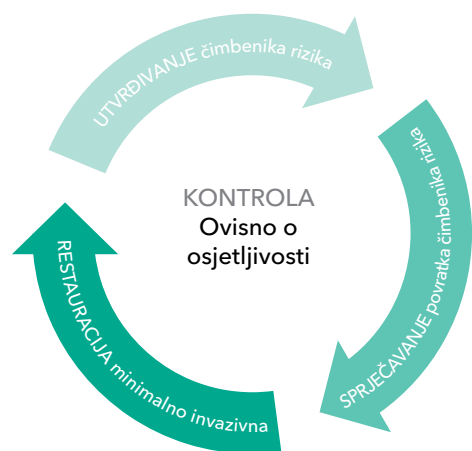 UTVRĐIVANJE čimbenika rizika
SPRJEČAVANJE povratka čimbenika rizika
RESTAURACIJA minimalno invazivna
KONTROLA
Ovisno o
osjetljivosti